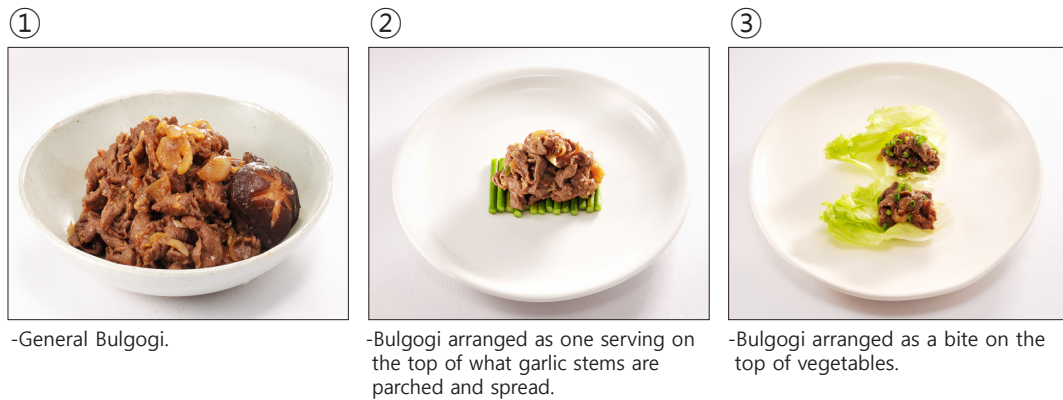 ①
②
③
-General Bulgogi.
-Bulgogi arranged as one serving on
the top of what garlic stems are
parched and spread.
-Bulgogi arranged as a bite on the
top of vegetables.